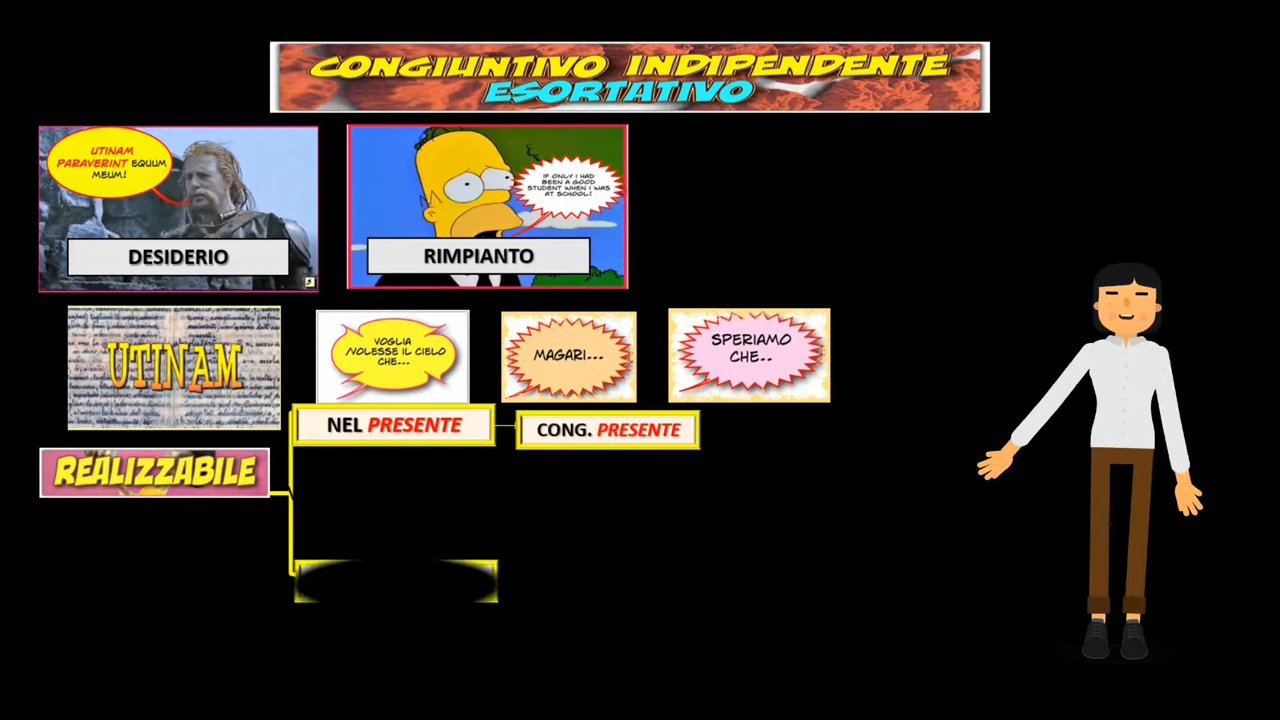 CONGIUNTIVO INDIPENDENTE
ESORTATIVO
UTINAM
PARAVERINT EQUUM
MEUM!
DESIDERIO
IF ONLY I HAD
BEEN A GOOD
STUDENT WHEN I WAS
AT SCHOOL!
RIMPIANTO
UTINAM
VOGLIA
/VOLESSE IL CIELO
CHE...
MAGARI...
SPERIAMO
CHE..
NEL PRESENTE
CONG. PRESENTE
REALIZZABILE